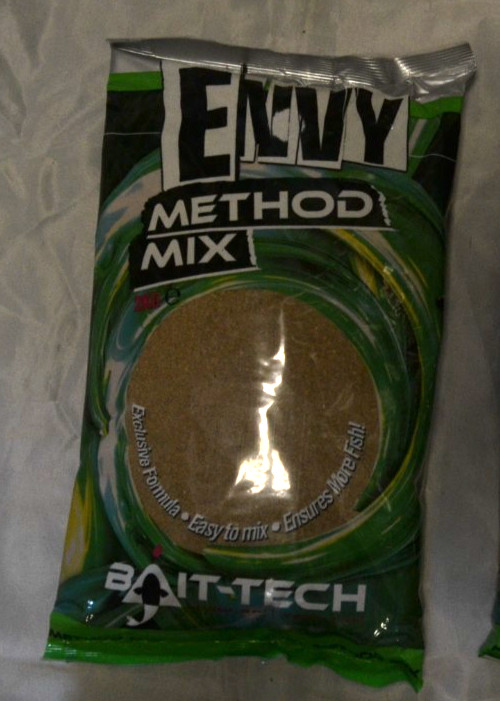 ENVY
METHOD
MIX
Exclusive Formula • Easy to mix • Ensures More Fish!
BAIT-TECH